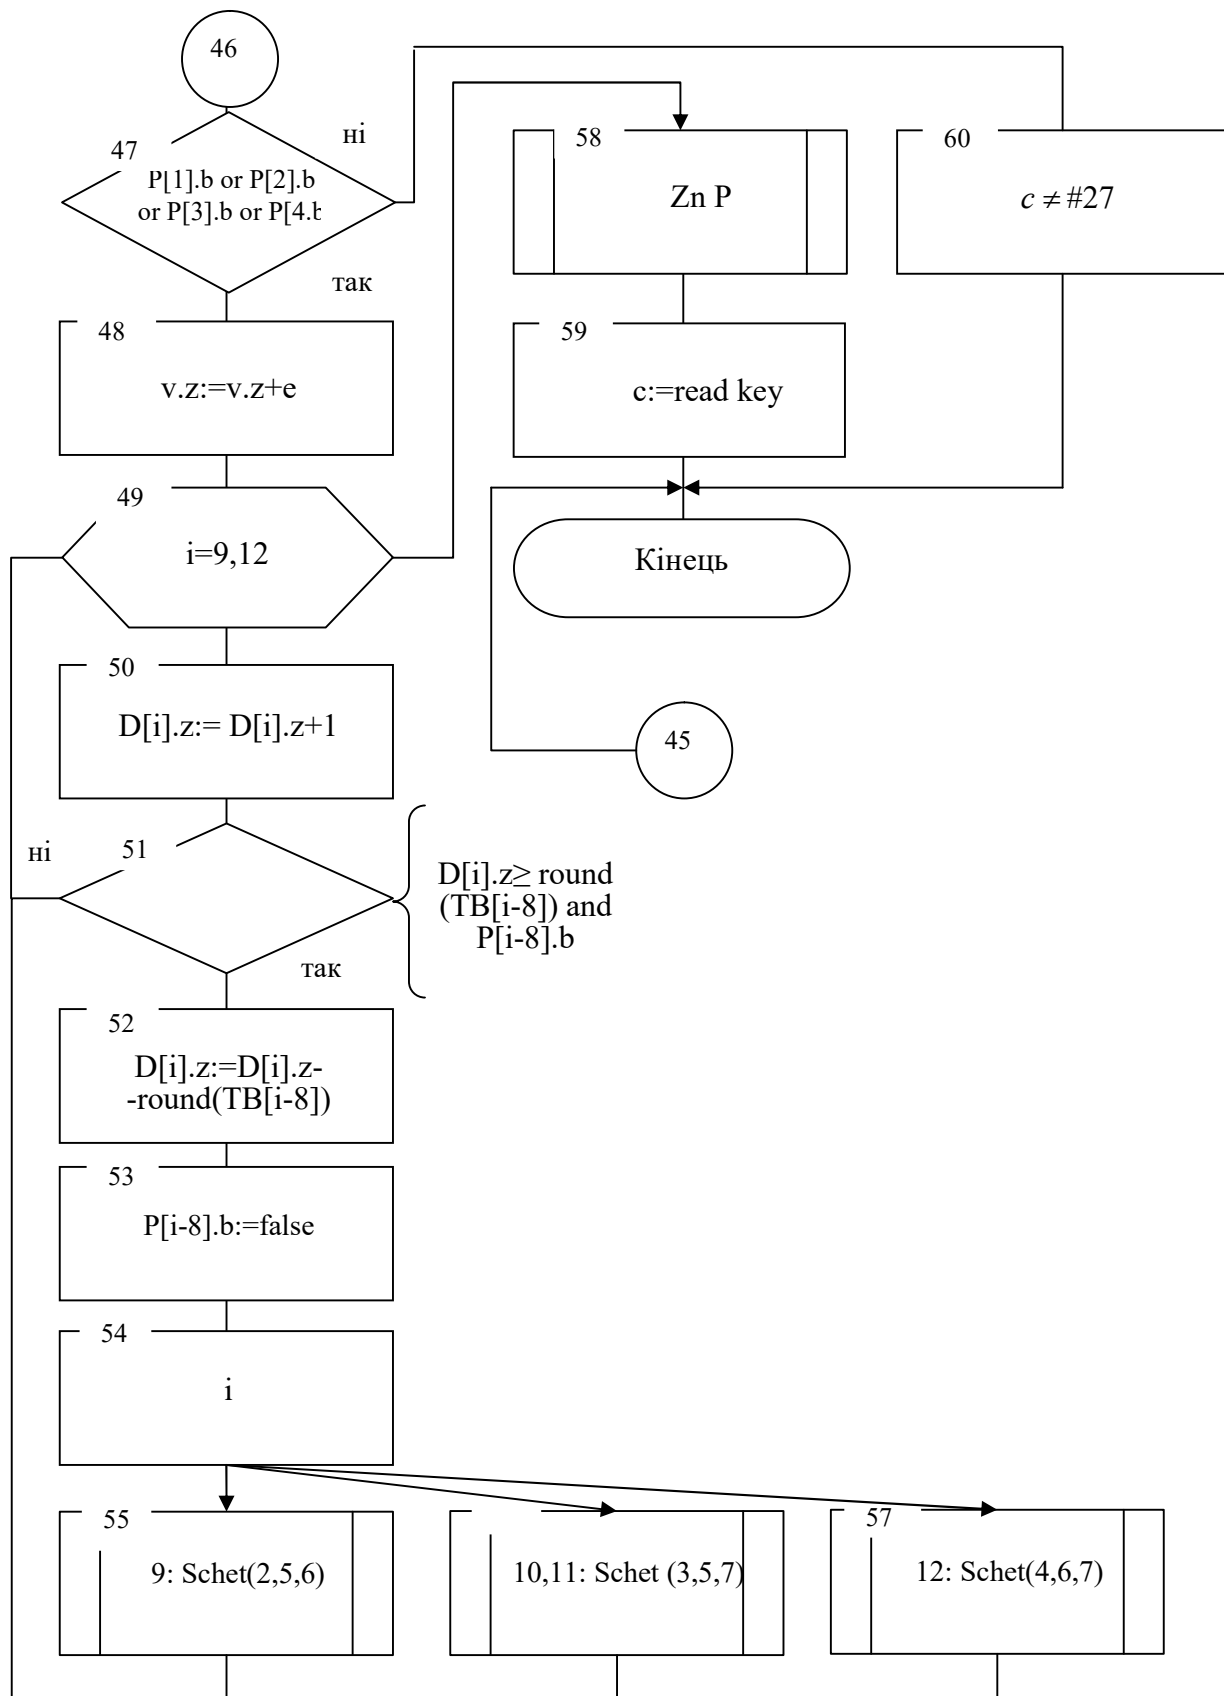 46
ні
47
P[1].b or P[2].b
or P[3].b or P[4.b
так
48
v.z:=v.z+e
49
i=9,12
50
D[i].z:= D[i].z+1
ні
51
D[i].z≥ round
(TB[i-8]) and
P[i-8].b
так
52
D[i].z:=D[i].z-
-round(TB[i-8])
53
P[i-8].b:=false
54
i
55
9: Schet(2,5,6)
10,11: Schet (3,5,7)
57
12: Schet(4,6,7)
58
Zn P
59
c:=read key
Кінець
45
60
c ≠ #27